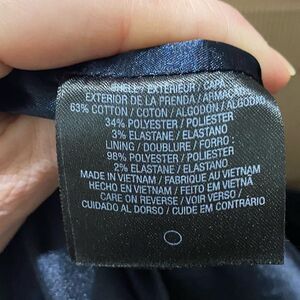 SHELL / EXTÉRIEUR / CAPA
EXTERIOR DE LA PRENDA / ARMAÇÃO
63% COTTON / COTON / ALGODÓN / ALGODÃO
34% POLYESTER / POLIÉSTER
3% ELASTANE / ELASTANO
LINING / DOUBLURE / FORRO :
98% POLYESTER / POLIÉSTER
2% ELASTANE / ELASTANO
MADE IN VIETNAM / FABRIQUÉ AU VIETNAM
HECHO EN VIETNAM / FEITO EM VIETNÃ
CARE ON REVERSE / VOIR VERSO /
CUIDADO AL DORSO / CUIDE EM CONTRÁRIO